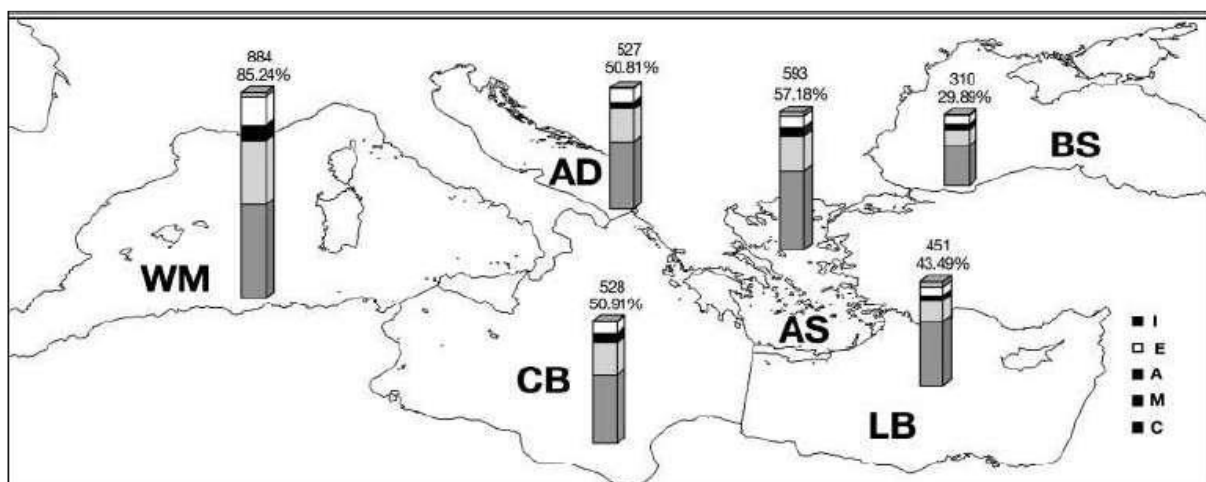 884
85.24%
527
50.81%
593
57.18%
310
29.89%
BS
AD
WM
451
43.49%
528
50.91%
AS
CB
LB
I
E
A
M
C